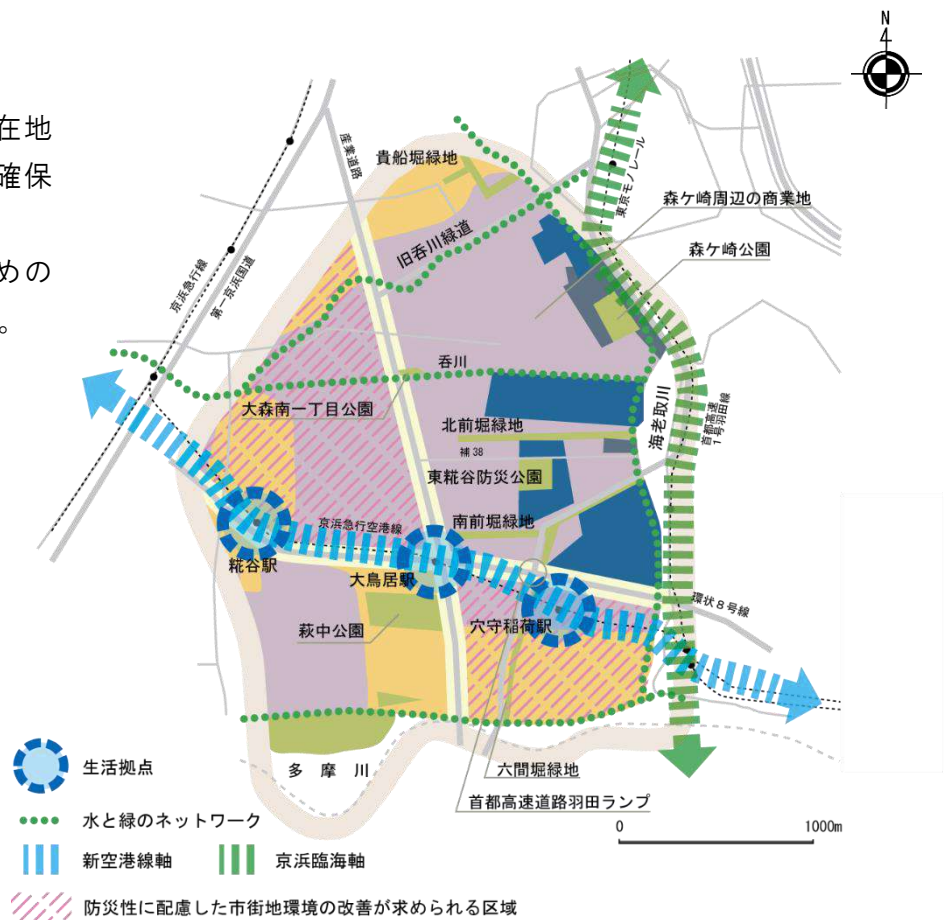 N
在地
確保
めの
。
産業道路
貴船堀緑地
東京モノレール
森ケ崎周辺の商業地
森ケ崎公園
旧呑川緑道
京浜急行線
第一京浜国道
呑川
大森南一丁目公園
海老取川
首都高速
1号羽田線
北前堀緑地
補38
東糀谷防災公園
南前堀緑地
京浜急行空港線
糀谷駅
大鳥居駅
環状8号線
萩中公園
穴守稲荷駅
六間堀緑地
多摩川
首都高速道路羽田ランプ
生活拠点
水と緑のネットワーク
0 1000m
新空港線軸
京浜臨海軸
防災性に配慮した市街地環境の改善が求められる区域